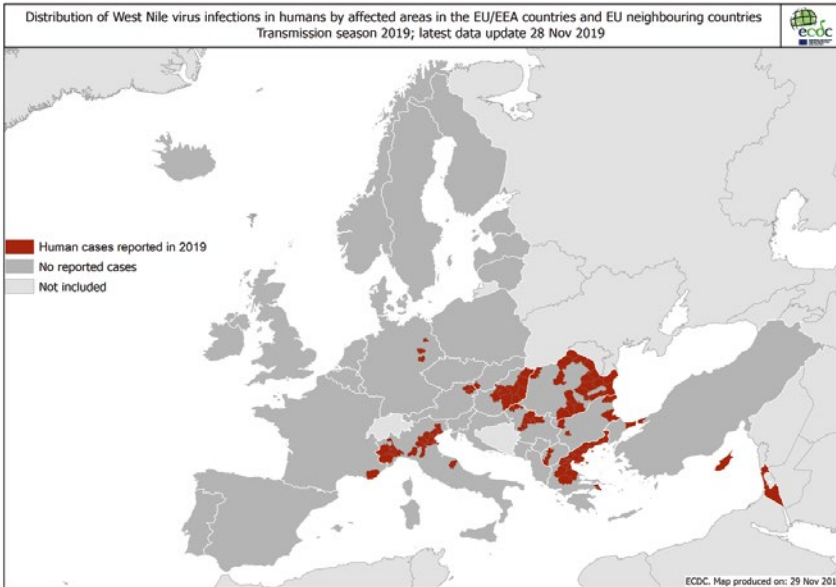 Distribution of West Nile virus infections in humans by affected areas in the EU/EEA countries and EU neighbouring countries
Transmission season 2019; latest data update 28 Nov 2019
ecdc
Human cases reported in 2019
No reported cases
Not included
ECDC. Map produced on: 29 Nov 201